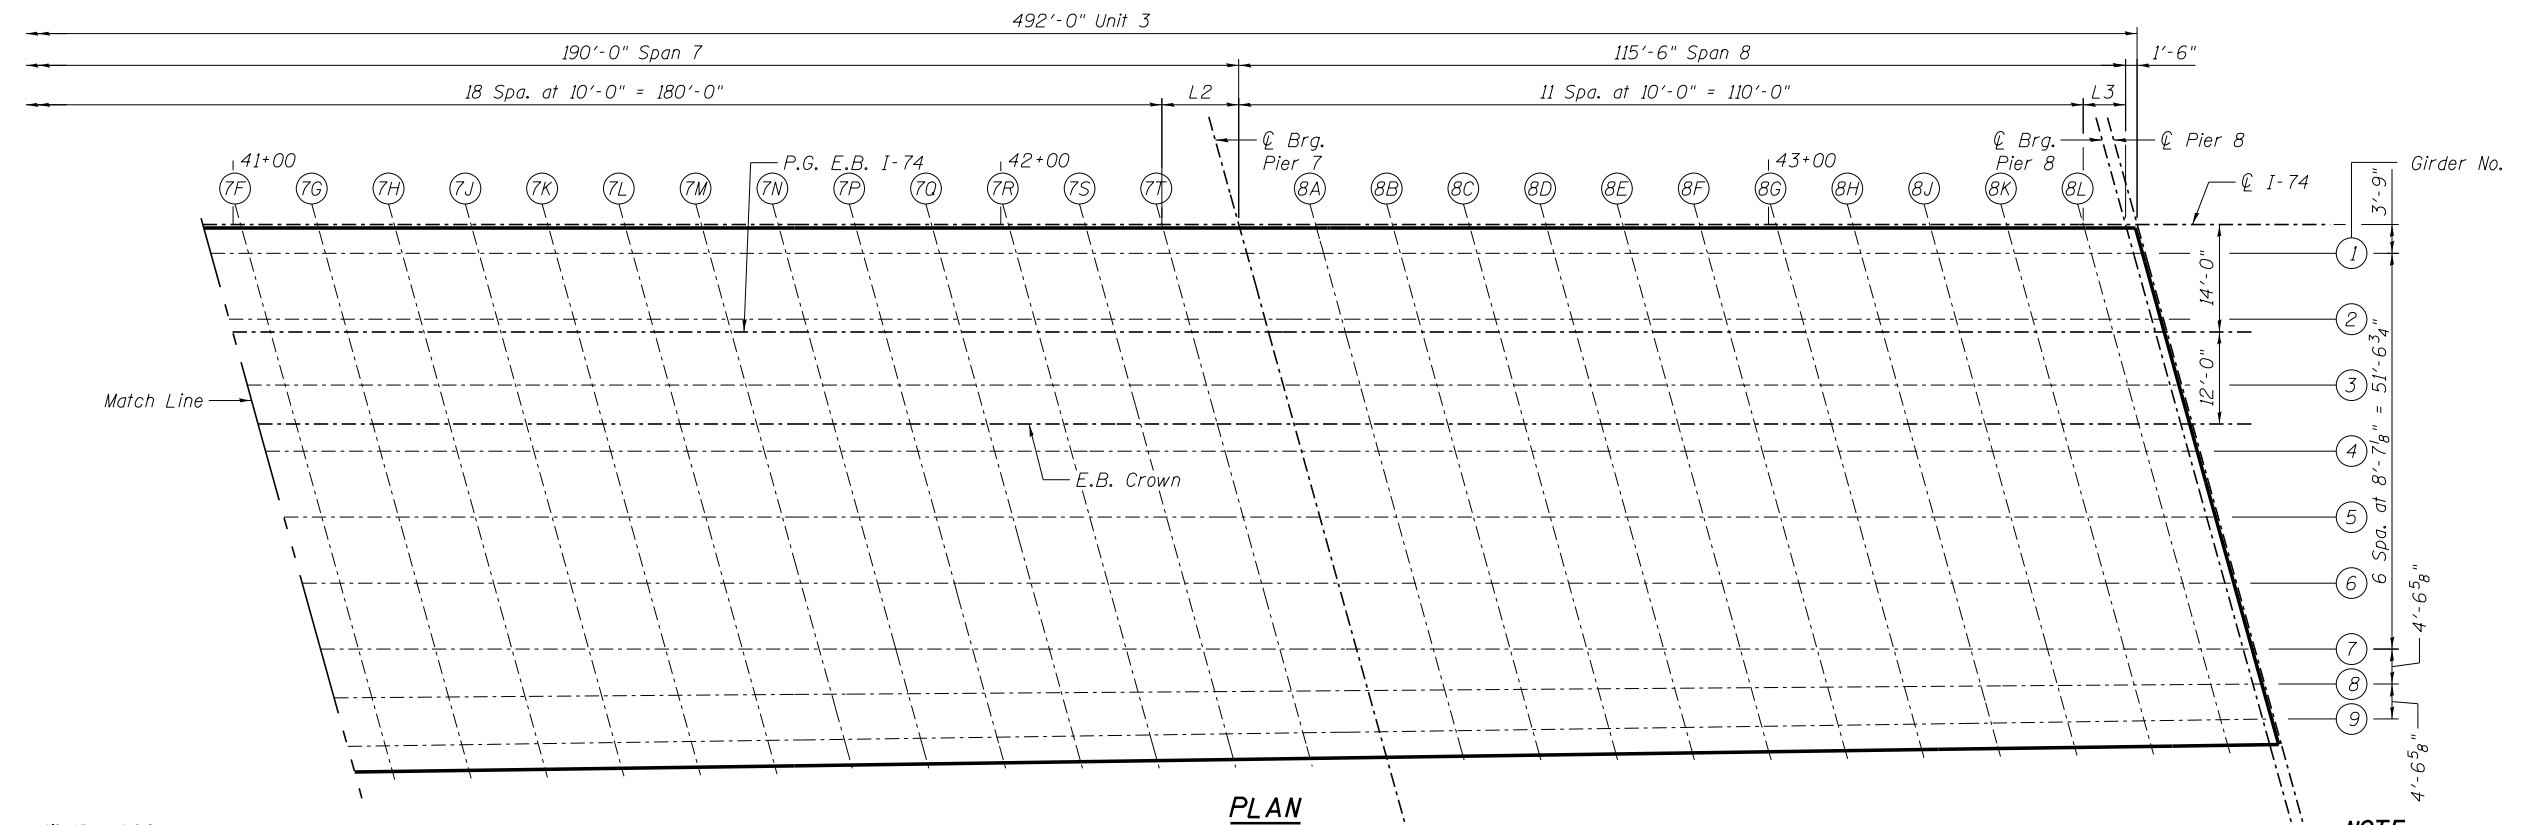 492'-0" Unit 3
190'-0" Span 7
115'-6" Span 8
1'-6"
18 Spa. at 10'-0" = 180'-0"
L2
11 Spa. at 10'-0" = 110'-0"
L3
℄ Brg.
Pier 7
℄ Brg.
Pier 8
℄ Pier 8
41+00
P.G. E.B. I-74
42+00
43+00
Girder No.
7F
7G
7H
7J
7K
7L
7M
7N
7P
7Q
7R
7S
7T
8A
8B
8C
8D
8E
8F
8G
8H
8J
8K
8L
℄ I-74
3'-9"
1
14'-0"
2
12'-0"
3
Match Line
4
E.B. Crown
5
6 Spa. at 8'-7⅞" = 51'-6¾"
6
7
4'-6⅝"
8
9
4'-6⅝"
PLAN
NOTE